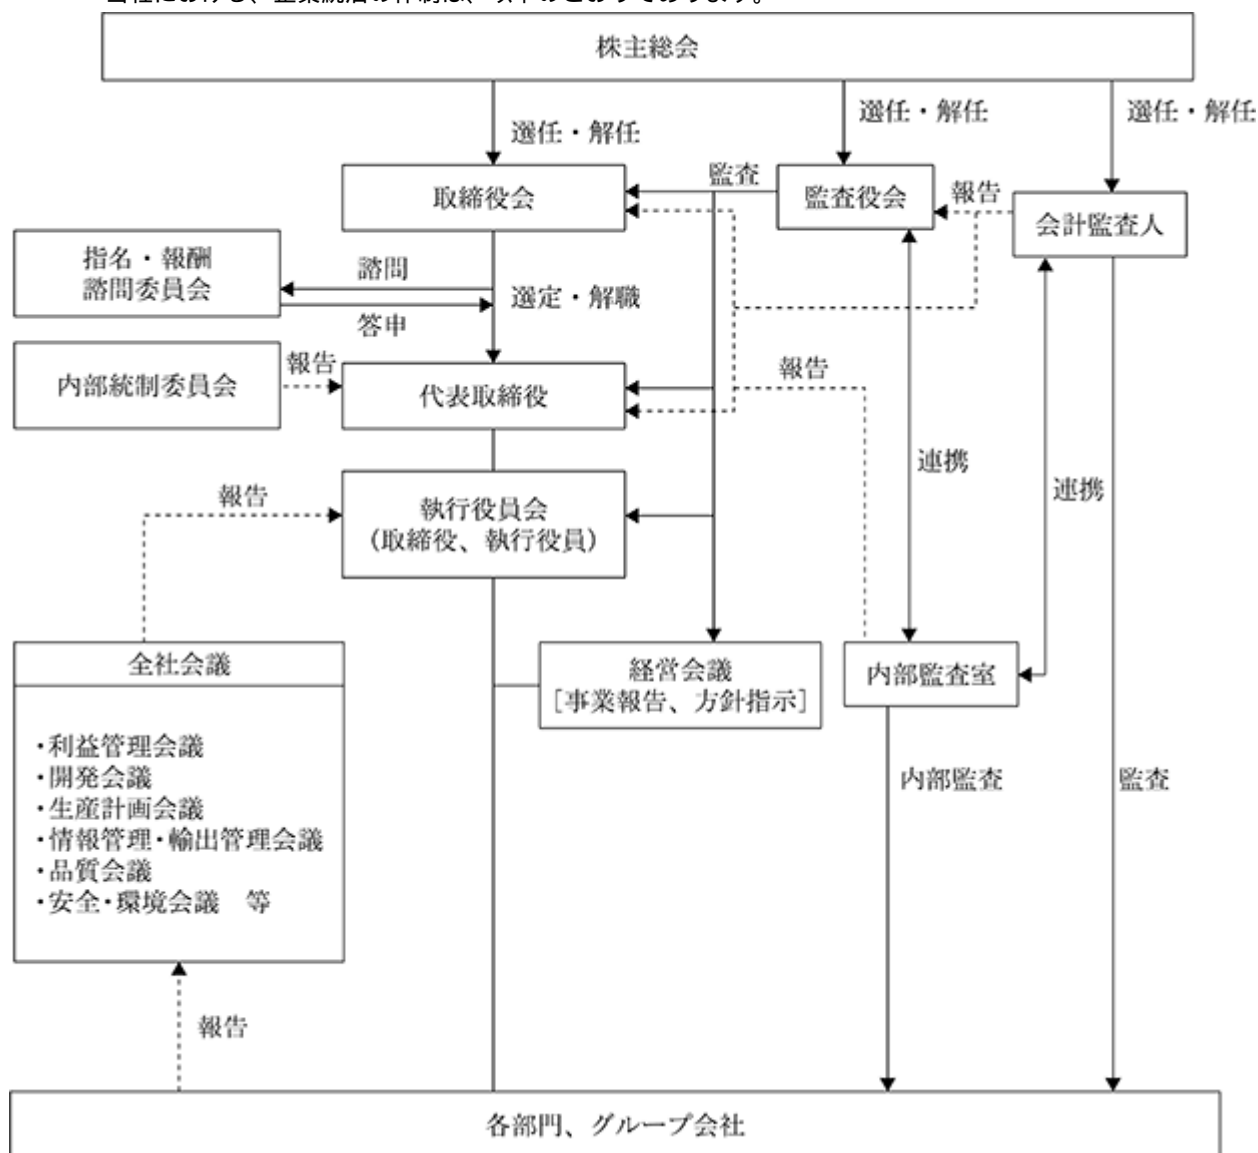 株主総会
選任・解任
選任・解任
選任・解任
取締役会
監査
監査役会
報告
会計監査人
指名・報酬
諮問委員会
諮問
答申
選定・解職
内部統制委員会
報告
代表取締役
報告
連携
連携
報告
執行役員会
(取締役、執行役員)
全社会議
・利益管理会議
・開発会議
・生産計画会議
・情報管理・輸出管理会議
・品質会議
・安全・環境会議　等
経営会議
[事業報告、方針指示]
内部監査室
内部監査
監査
報告
各部門、グループ会社